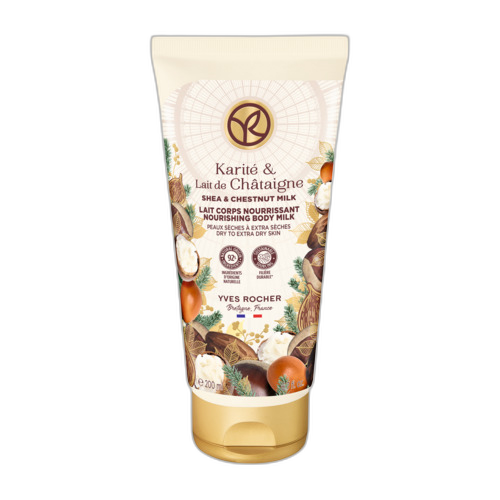 Karité &
Lait de Châtaigne
SHEA & CHESTNUT MILK
LAIT CORPS NOURRISSANT
NOURISHING BODY MILK
PEAUX SÈCHES À EXTRA SÈCHES
DRY TO EXTRA DRY SKIN
92%
INGRÉDIENTS
D'ORIGINE
NATURELLE
FILIÈRE
DURABLE*
YVES ROCHER
Bretagne, France
℮ 200 ml